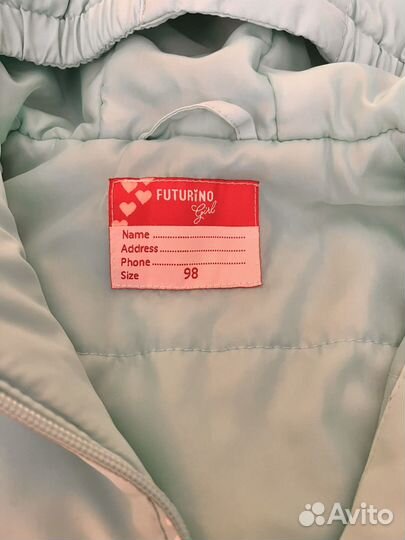 FUTURiNO
Girl
Name ..............................
Address ..........................
Phone .............................
Size 98
Avito